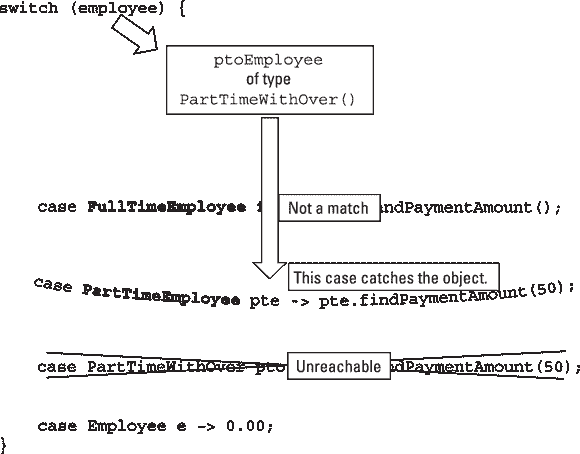 switch (employee) {
ptoEmployee
of type
PartTimeWithOver()
case FullTimeEmployee f Not a match ndPaymentAmount();
This case catches the object.
case PartTimeEmployee pte -> pte.findPaymentAmount(50);
case PartTimeWithOver pto Unreachable ndPaymentAmount(50);
case Employee e -> 0.00;
}